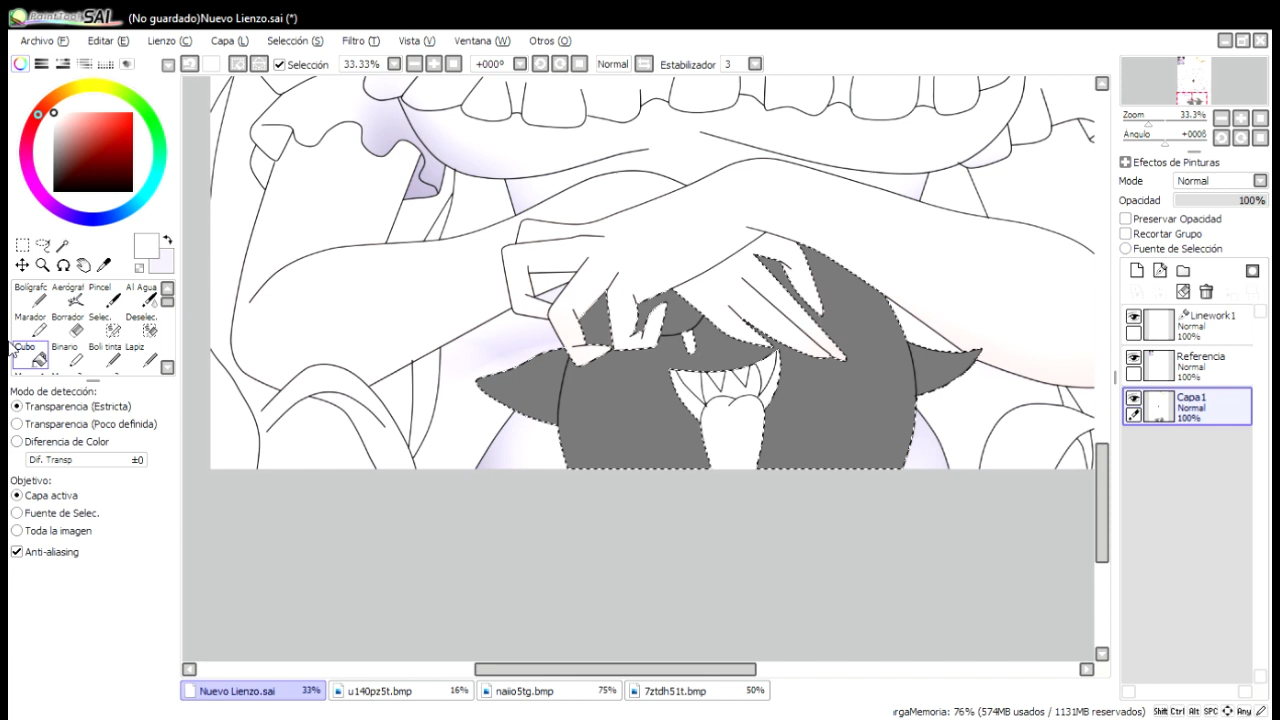 PaintTool SAI (No guardado)Nuevo Lienzo.sai (*)
Archivo (F) Editar (E) Lienzo (C) Capa (L) Selección (S) Filtro (T) Vista (V) Ventana (W) Otros (O)
Selección 33.33% +000° Normal Estabilizador 3
Zoom 33.3%
Angulo +000ō
Efectos de Pinturas
Mode Normal
Opacidad 100%
Preservar Opacidad
Recortar Grupo
Fuente de Selección
Linework1
Normal
100%
Referencia
Normal
100%
Capa1
Normal
100%
Bolígrafc Aerógraf Pincel Al Agua
Marador Borrador Selec. Deselec.
Cubo Binario Boli tinta Lapiz
Modo de detección:
Transparencia (Estricta)
Transparencia (Poco definida)
Diferencia de Color
Dif. Transp ±0
Objetivo:
Capa activa
Fuente de Selec.
Toda la imagen
Anti-aliasing
Nuevo Lienzo.sai 33% u140pz5t.bmp 16% naiio5tg.bmp 75% 7ztdh51t.bmp 50%
ırgaMemoria: 76% (574MB usados / 1131MB reservados) Shift Ctrl Alt SPC Any